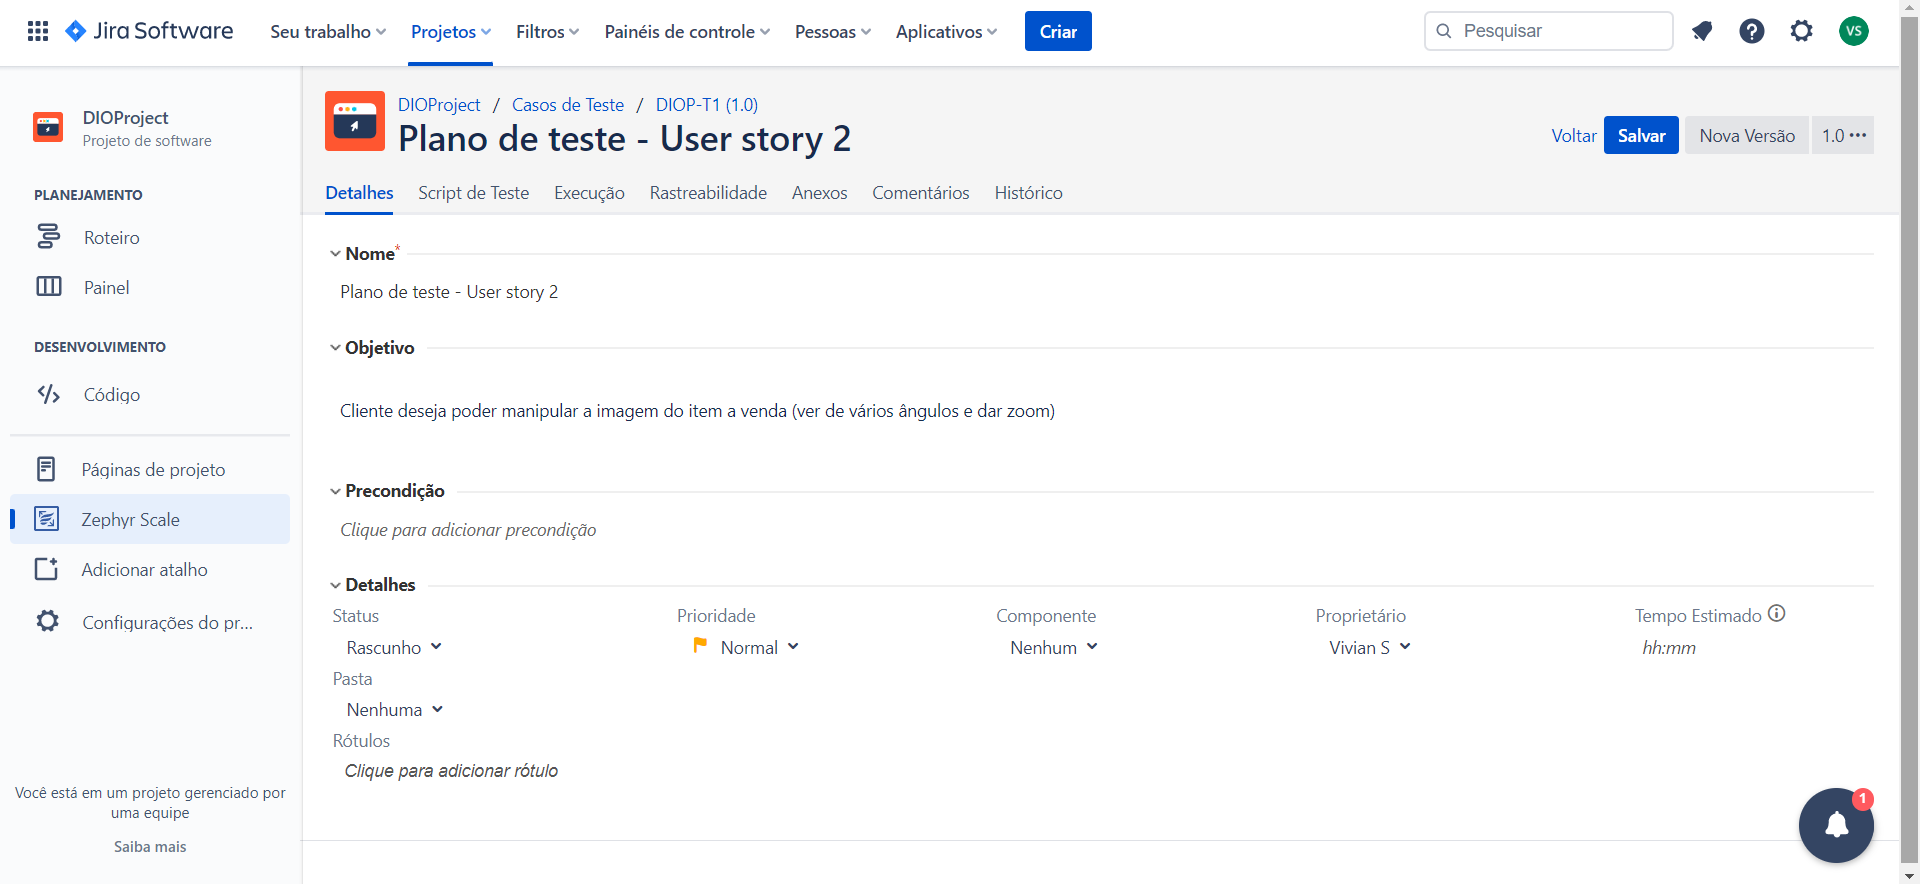 Jira Software
Seu trabalho
Projetos
Filtros
Painéis de controle
Pessoas
Aplicativos
Criar
Pesquisar
VS
DIOProject
Projeto de software
PLANEJAMENTO
Roteiro
Painel
DESENVOLVIMENTO
Código
Páginas de projeto
Zephyr Scale
Adicionar atalho
Configurações do pr...
Você está em um projeto gerenciado por
uma equipe
Saiba mais
DIOProject / Casos de Teste / DIOP-T1 (1.0)
Plano de teste - User story 2
Voltar
Salvar
Nova Versão
1.0 •••
Detalhes
Script de Teste
Execução
Rastreabilidade
Anexos
Comentários
Histórico
Nome*
Plano de teste - User story 2
Objetivo
Cliente deseja poder manipular a imagem do item a venda (ver de vários ângulos e dar zoom)
Precondição
Clique para adicionar precondição
Detalhes
Status
Rascunho
Prioridade
Normal
Componente
Nenhum
Proprietário
Vivian S
Tempo Estimado
hh:mm
Pasta
Nenhuma
Rótulos
Clique para adicionar rótulo
1